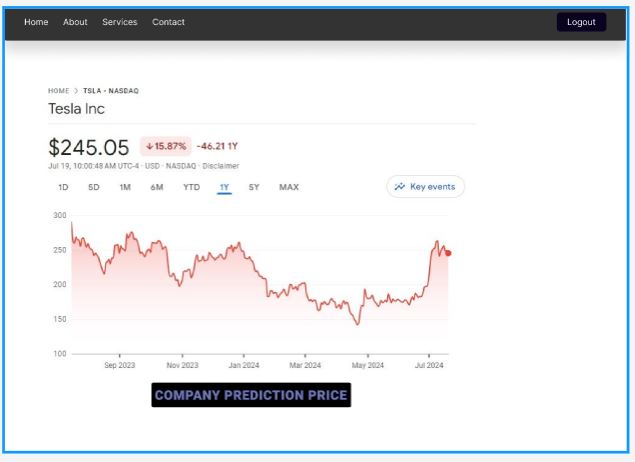 Home About Services Contact Logout
HOME > TSLA • NASDAQ
Tesla Inc
$245.05 ↓15.87% -46.21 1Y
Jul 19, 10:00:48 AM UTC-4 · USD · NASDAQ · Disclaimer
1D 5D 1M 6M YTD 1Y 5Y MAX Key events
300
250
200
150
100
Sep 2023 Nov 2023 Jan 2024 Mar 2024 May 2024 Jul 2024
COMPANY PREDICTION PRICE